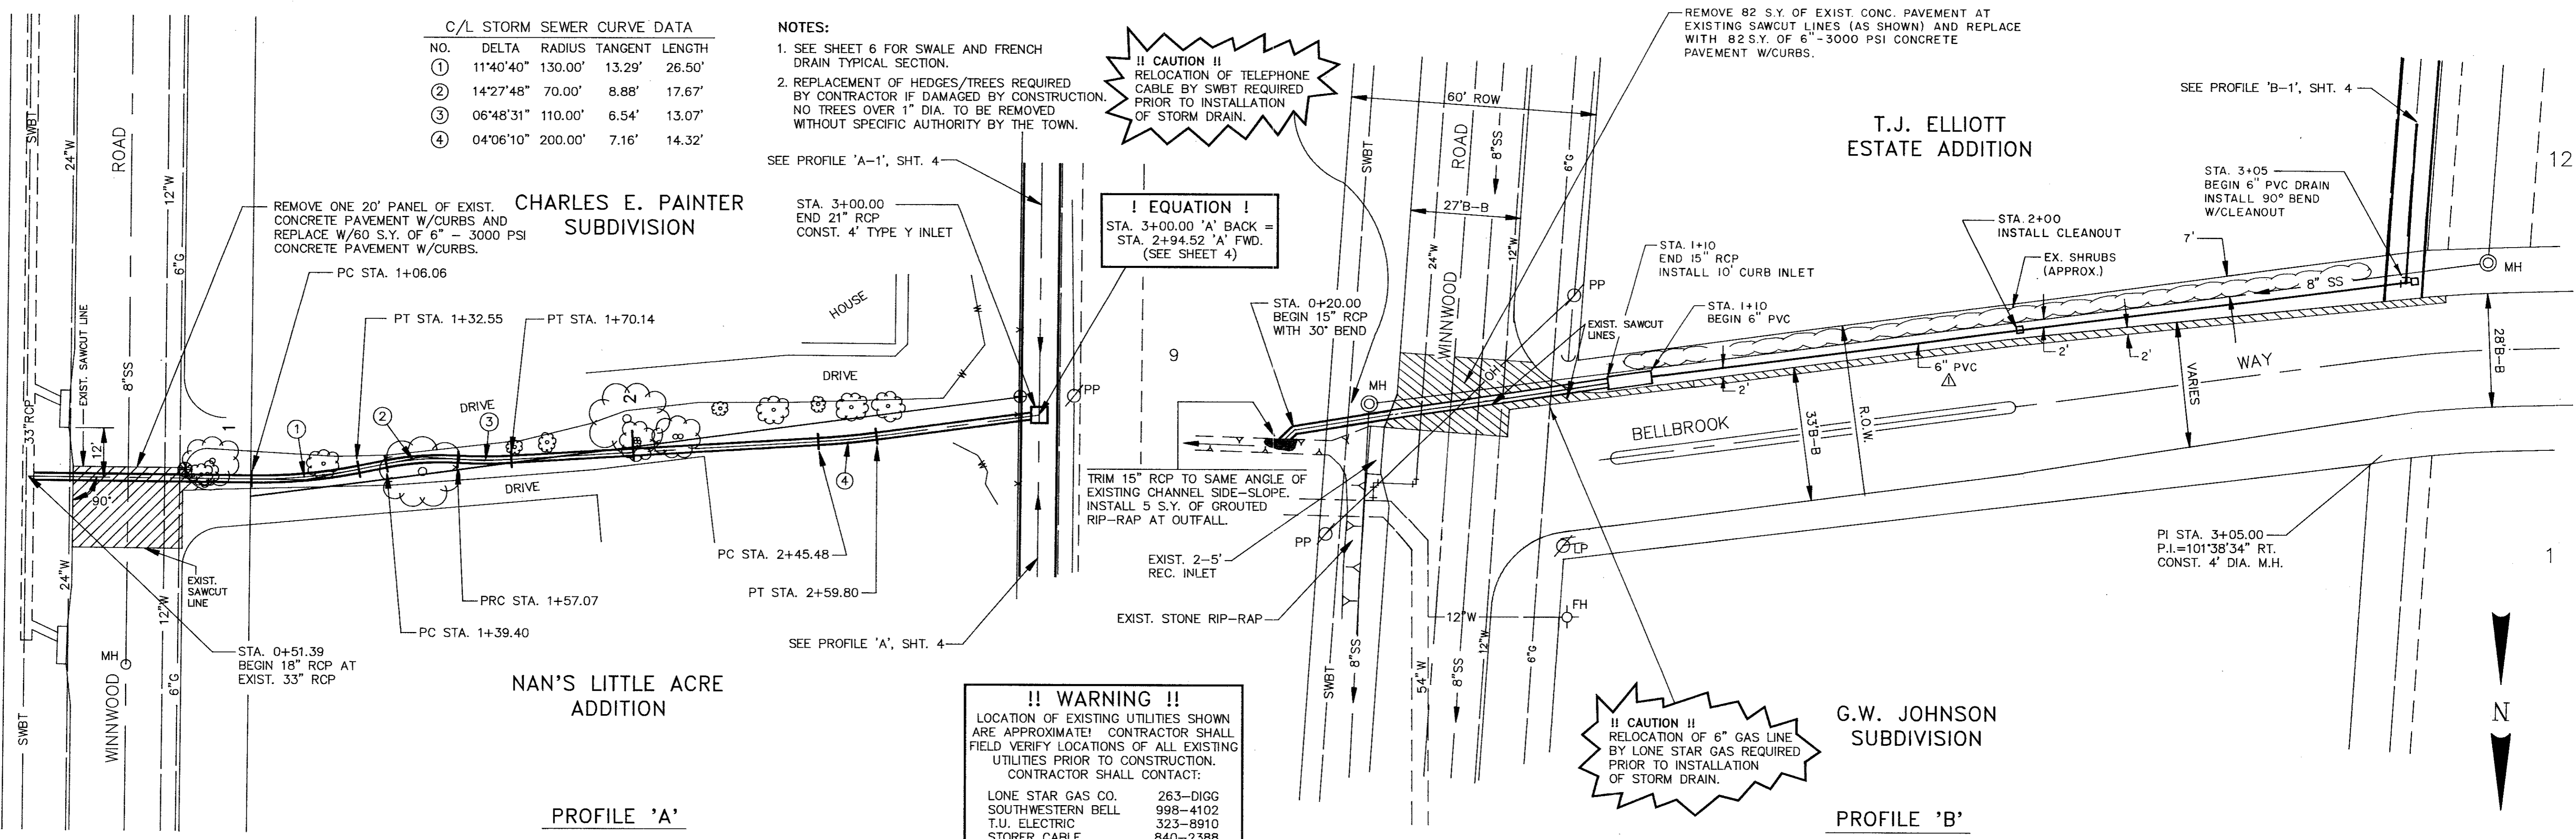 C/L STORM SEWER CURVE DATA
NO. DELTA RADIUS TANGENT LENGTH
1 11°40'40" 130.00' 13.29' 26.50'
2 14°27'48" 70.00' 8.88' 17.67'
3 06°48'31" 110.00' 6.54' 13.07'
4 04°06'10" 200.00' 7.16' 14.32'
NOTES:
1. SEE SHEET 6 FOR SWALE AND FRENCH
DRAIN TYPICAL SECTION.
2. REPLACEMENT OF HEDGES/TREES REQUIRED
BY CONTRACTOR IF DAMAGED BY CONSTRUCTION.
NO TREES OVER 1" DIA. TO BE REMOVED
WITHOUT SPECIFIC AUTHORITY BY THE TOWN.
!! CAUTION !!
RELOCATION OF TELEPHONE
CABLE BY SWBT REQUIRED
PRIOR TO INSTALLATION
OF STORM DRAIN.
REMOVE 82 S.Y. OF EXIST. CONC. PAVEMENT AT
EXISTING SAWCUT LINES (AS SHOWN) AND REPLACE
WITH 82 S.Y. OF 6"-3000 PSI CONCRETE
PAVEMENT W/CURBS.
SEE PROFILE 'B-1', SHT. 4
T.J. ELLIOTT
ESTATE ADDITION
12
SWBT
24"W
ROAD
12"W
6"G
REMOVE ONE 20' PANEL OF EXIST.
CONCRETE PAVEMENT W/CURBS AND
REPLACE W/60 S.Y. OF 6" - 3000 PSI
CONCRETE PAVEMENT W/CURBS.
CHARLES E. PAINTER
SUBDIVISION
SEE PROFILE 'A-1', SHT. 4
STA. 3+00.00
END 21" RCP
CONST. 4' TYPE Y INLET
! EQUATION !
STA. 3+00.00 'A' BACK =
STA. 2+94.52 'A' FWD.
(SEE SHEET 4)
60' ROW
SWBT
ROAD
8"SS
6"G
27'B-B
24"W
12"W
WINNWOOD
PP
STA. 3+05
BEGIN 6" PVC DRAIN
INSTALL 90° BEND
W/CLEANOUT
STA. 2+00
INSTALL CLEANOUT
7'
EX. SHRUBS
(APPROX.)
8" SS
MH
STA. 1+10
END 15" RCP
INSTALL 10' CURB INLET
STA. 1+10
BEGIN 6" PVC
STA. 0+20.00
BEGIN 15" RCP
WITH 30° BEND
EXIST. SAWCUT
LINES
PC STA. 1+06.06
PT STA. 1+32.55
PT STA. 1+70.14
HOUSE
DRIVE
9
PP
MH
OH
EXIST. SAWCUT LINE
8"SS
33"RCP
12'
90°
1
1
2
DRIVE
3
2
8
8
4
DRIVE
2'
2'
2'
6" PVC
1
VARIES
WAY
28'B-B
BELLBROOK
33'B-B
R.O.W.
TRIM 15" RCP TO SAME ANGLE OF
EXISTING CHANNEL SIDE-SLOPE.
INSTALL 5 S.Y. OF GROUTED
RIP-RAP AT OUTFALL.
PC STA. 2+45.48
PT STA. 2+59.80
PRC STA. 1+57.07
PC STA. 1+39.40
EXIST.
SAWCUT
LINE
24"W
12"W
6"G
MH
WINNWOOD
SWBT
STA. 0+51.39
BEGIN 18" RCP AT
EXIST. 33" RCP
SEE PROFILE 'A', SHT. 4
EXIST. 2-5'
REC. INLET
EXIST. STONE RIP-RAP
PP
LP
FH
12"W
12"W
6"G
SWBT
8"SS
54"W
8"SS
PI STA. 3+05.00
P.I.=101°38'34" RT.
CONST. 4' DIA. M.H.
1
NAN'S LITTLE ACRE
ADDITION
!! WARNING !!
LOCATION OF EXISTING UTILITIES SHOWN
ARE APPROXIMATE! CONTRACTOR SHALL
FIELD VERIFY LOCATIONS OF ALL EXISTING
UTILITIES PRIOR TO CONSTRUCTION.
CONTRACTOR SHALL CONTACT:
LONE STAR GAS CO. 263-DIGG
SOUTHWESTERN BELL 998-4102
T.U. ELECTRIC 323-8910
STORER CABLE 840-2388
!! CAUTION !!
RELOCATION OF 6" GAS LINE
BY LONE STAR GAS REQUIRED
PRIOR TO INSTALLATION
OF STORM DRAIN.
G.W. JOHNSON
SUBDIVISION
N
PROFILE 'A'
PROFILE 'B'